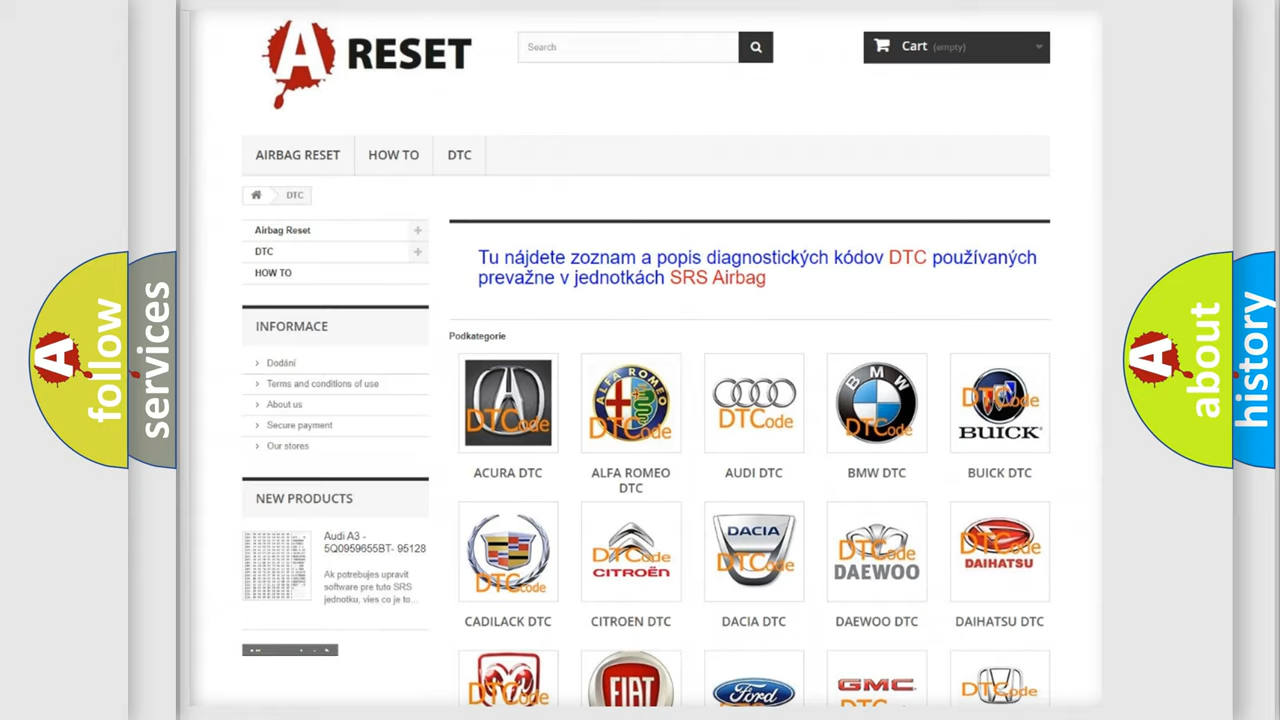 A RESET
Search
Cart (empty)
AIRBAG RESET
HOW TO
DTC
DTC
Airbag Reset
DTC
HOW TO
Tu nájdete zoznam a popis diagnostických kódov DTC používaných
prevažne v jednotkách SRS Airbag
INFORMACE
Podkategorie
Dodání
Terms and conditions of use
About us
Secure payment
Our stores
DTCode
ALFA ROMEO
DTCode
DTCode
BMW
DTCode
DTCode
BUICK
ACURA DTC
ALFA ROMEO
DTC
AUDI DTC
BMW DTC
BUICK DTC
NEW PRODUCTS
Audi A3 -
5Q0959655BT- 95128
Ak potrebujes upravit
software pre tuto SRS
jednotku, vies co je to...
DTCode
DTCode
CITROËN
DACIA
DTCode
DTCode
DAEWOO
DTCode
DAIHATSU
CADILACK DTC
CITROEN DTC
DACIA DTC
DAEWOO DTC
DAIHATSU DTC
DTCode
FIAT
Ford
GMC
DTCode
A follow
services
A about
history